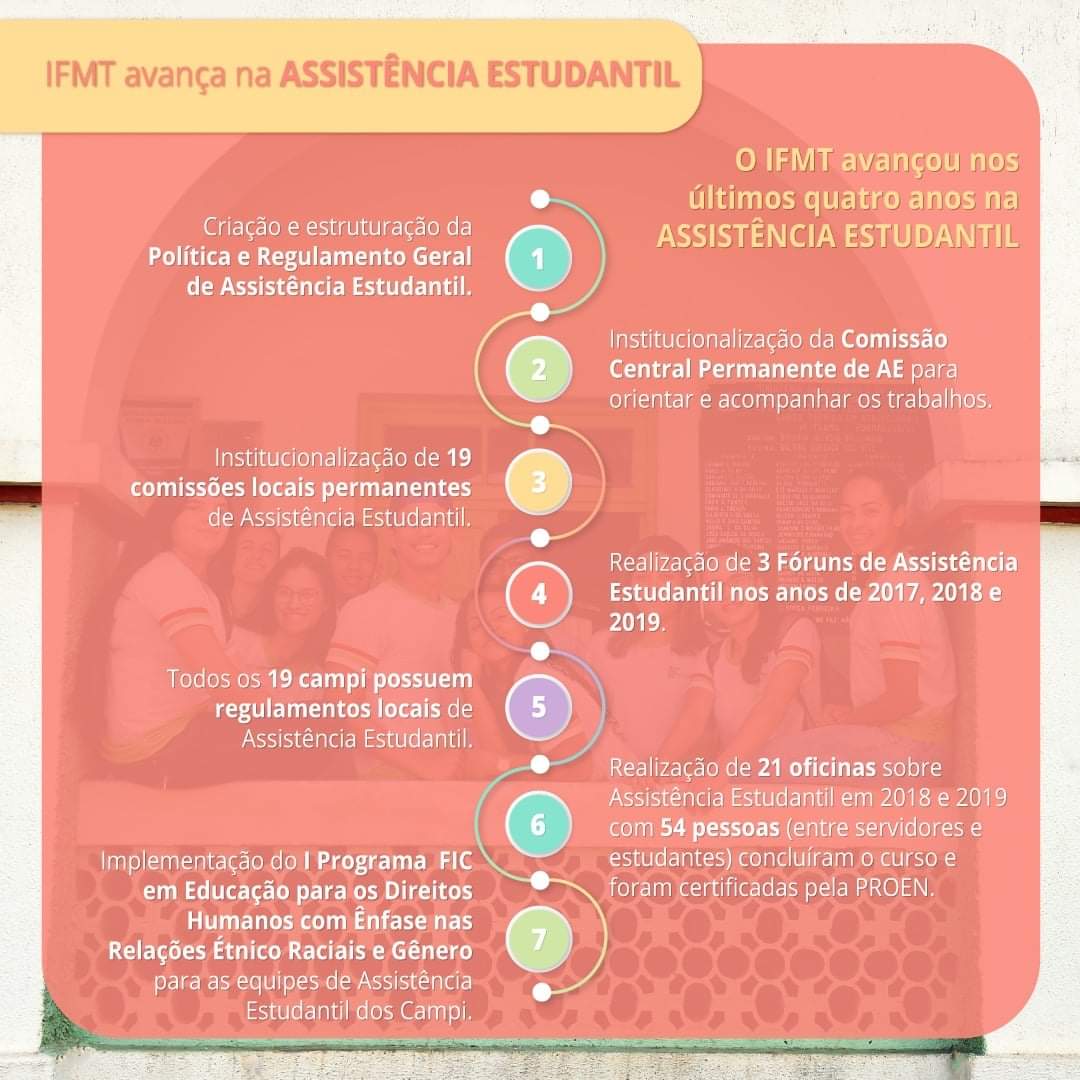 IFMT avança na ASSISTÊNCIA ESTUDANTIL
O IFMT avançou nos
últimos quatro anos na
ASSISTÊNCIA ESTUDANTIL
Criação e estruturação da
Política e Regulamento Geral
de Assistência Estudantil.
1
2
Institucionalização da Comissão
Central Permanente de AE para
orientar e acompanhar os trabalhos.
Institucionalização de 19
comissões locais permanentes
de Assistência Estudantil.
3
4
Realização de 3 Fóruns de Assistência
Estudantil nos anos de 2017, 2018 e
2019.
Todos os 19 campi possuem
regulamentos locais de
Assistência Estudantil.
5
6
Realização de 21 oficinas sobre
Assistência Estudantil em 2018 e 2019
com 54 pessoas (entre servidores e
estudantes) concluíram o curso e
foram certificadas pela PROEN.
Implementação do I Programa FIC
em Educação para os Direitos
Humanos com Ênfase nas
Relações Étnico Raciais e Gênero
para as equipes de Assistência
Estudantil dos Campi.
7